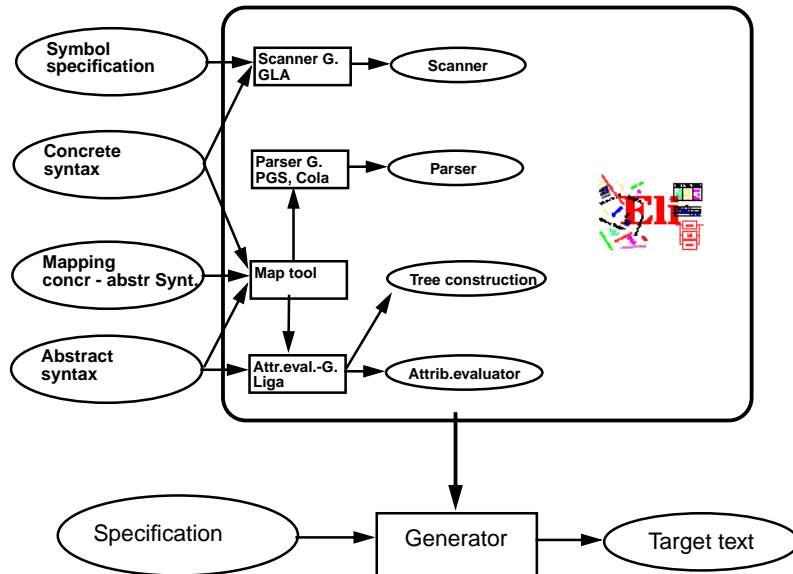 Symbol
specification
Scanner G.
GLA
Scanner
Concrete
syntax
Parser G.
PGS, Cola
Parser
Eli
Mapping
concr - abstr Synt.
Map tool
Tree construction
Abstract
syntax
Attr.eval.-G.
Liga
Attrib.evaluator
Specification
Generator
Target text